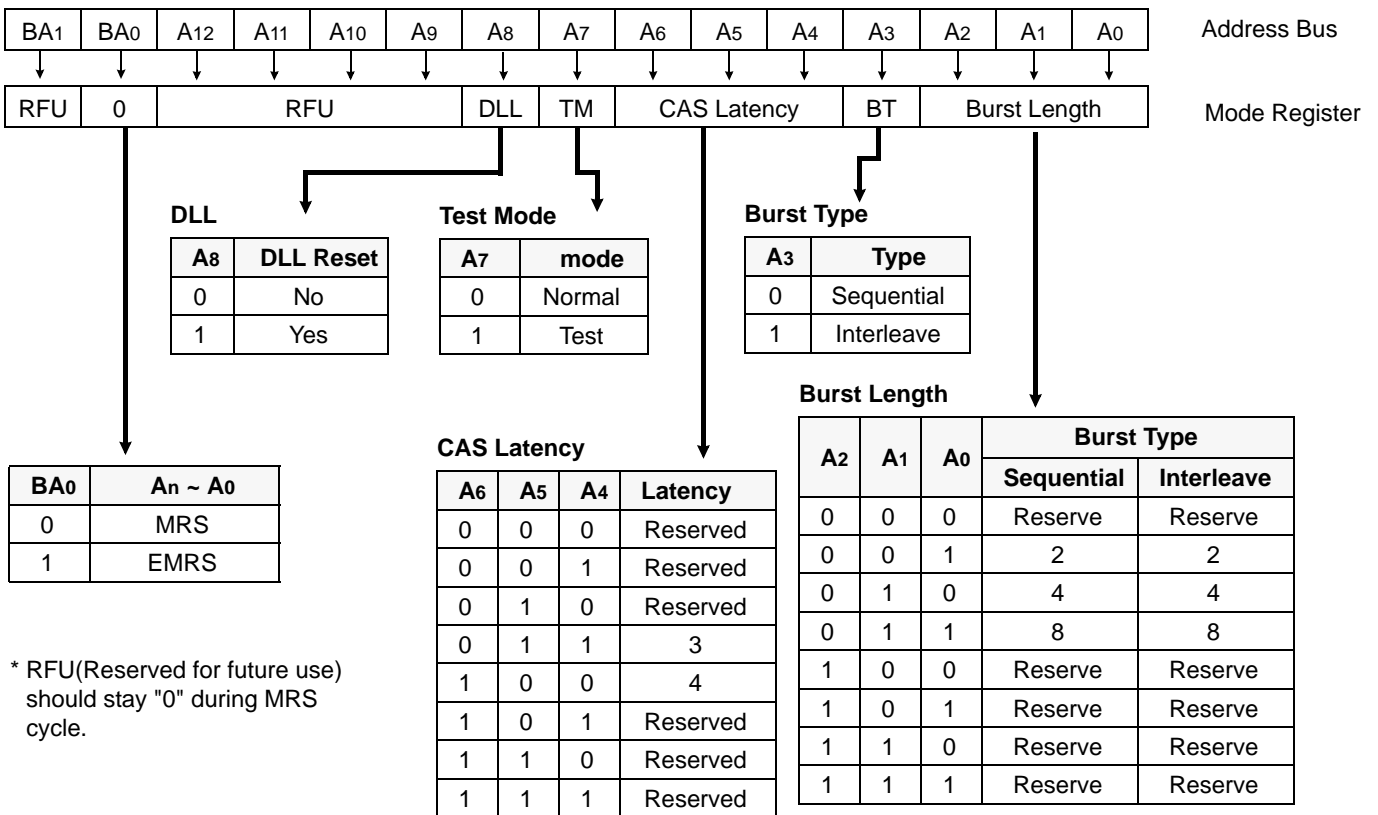 BA1 BA0 A12 A11 A10 A9 A8 A7 A6 A5 A4 A3 A2 A1 A0 Address Bus
RFU 0 RFU DLL TM CAS Latency BT Burst Length Mode Register
DLL
A8 DLL Reset
0 No
1 Yes
Test Mode
A7 mode
0 Normal
1 Test
Burst Type
A3 Type
0 Sequential
1 Interleave
BA0 An ~ A0
0 MRS
1 EMRS
* RFU(Reserved for future use)
should stay "0" during MRS
cycle.
CAS Latency
A6 A5 A4 Latency
0 0 0 Reserved
0 0 1 Reserved
0 1 0 Reserved
0 1 1 3
1 0 0 4
1 0 1 Reserved
1 1 0 Reserved
1 1 1 Reserved
Burst Length
A2 A1 A0 Burst Type
Sequential Interleave
0 0 0 Reserve Reserve
0 0 1 2 2
0 1 0 4 4
0 1 1 8 8
1 0 0 Reserve Reserve
1 0 1 Reserve Reserve
1 1 0 Reserve Reserve
1 1 1 Reserve Reserve